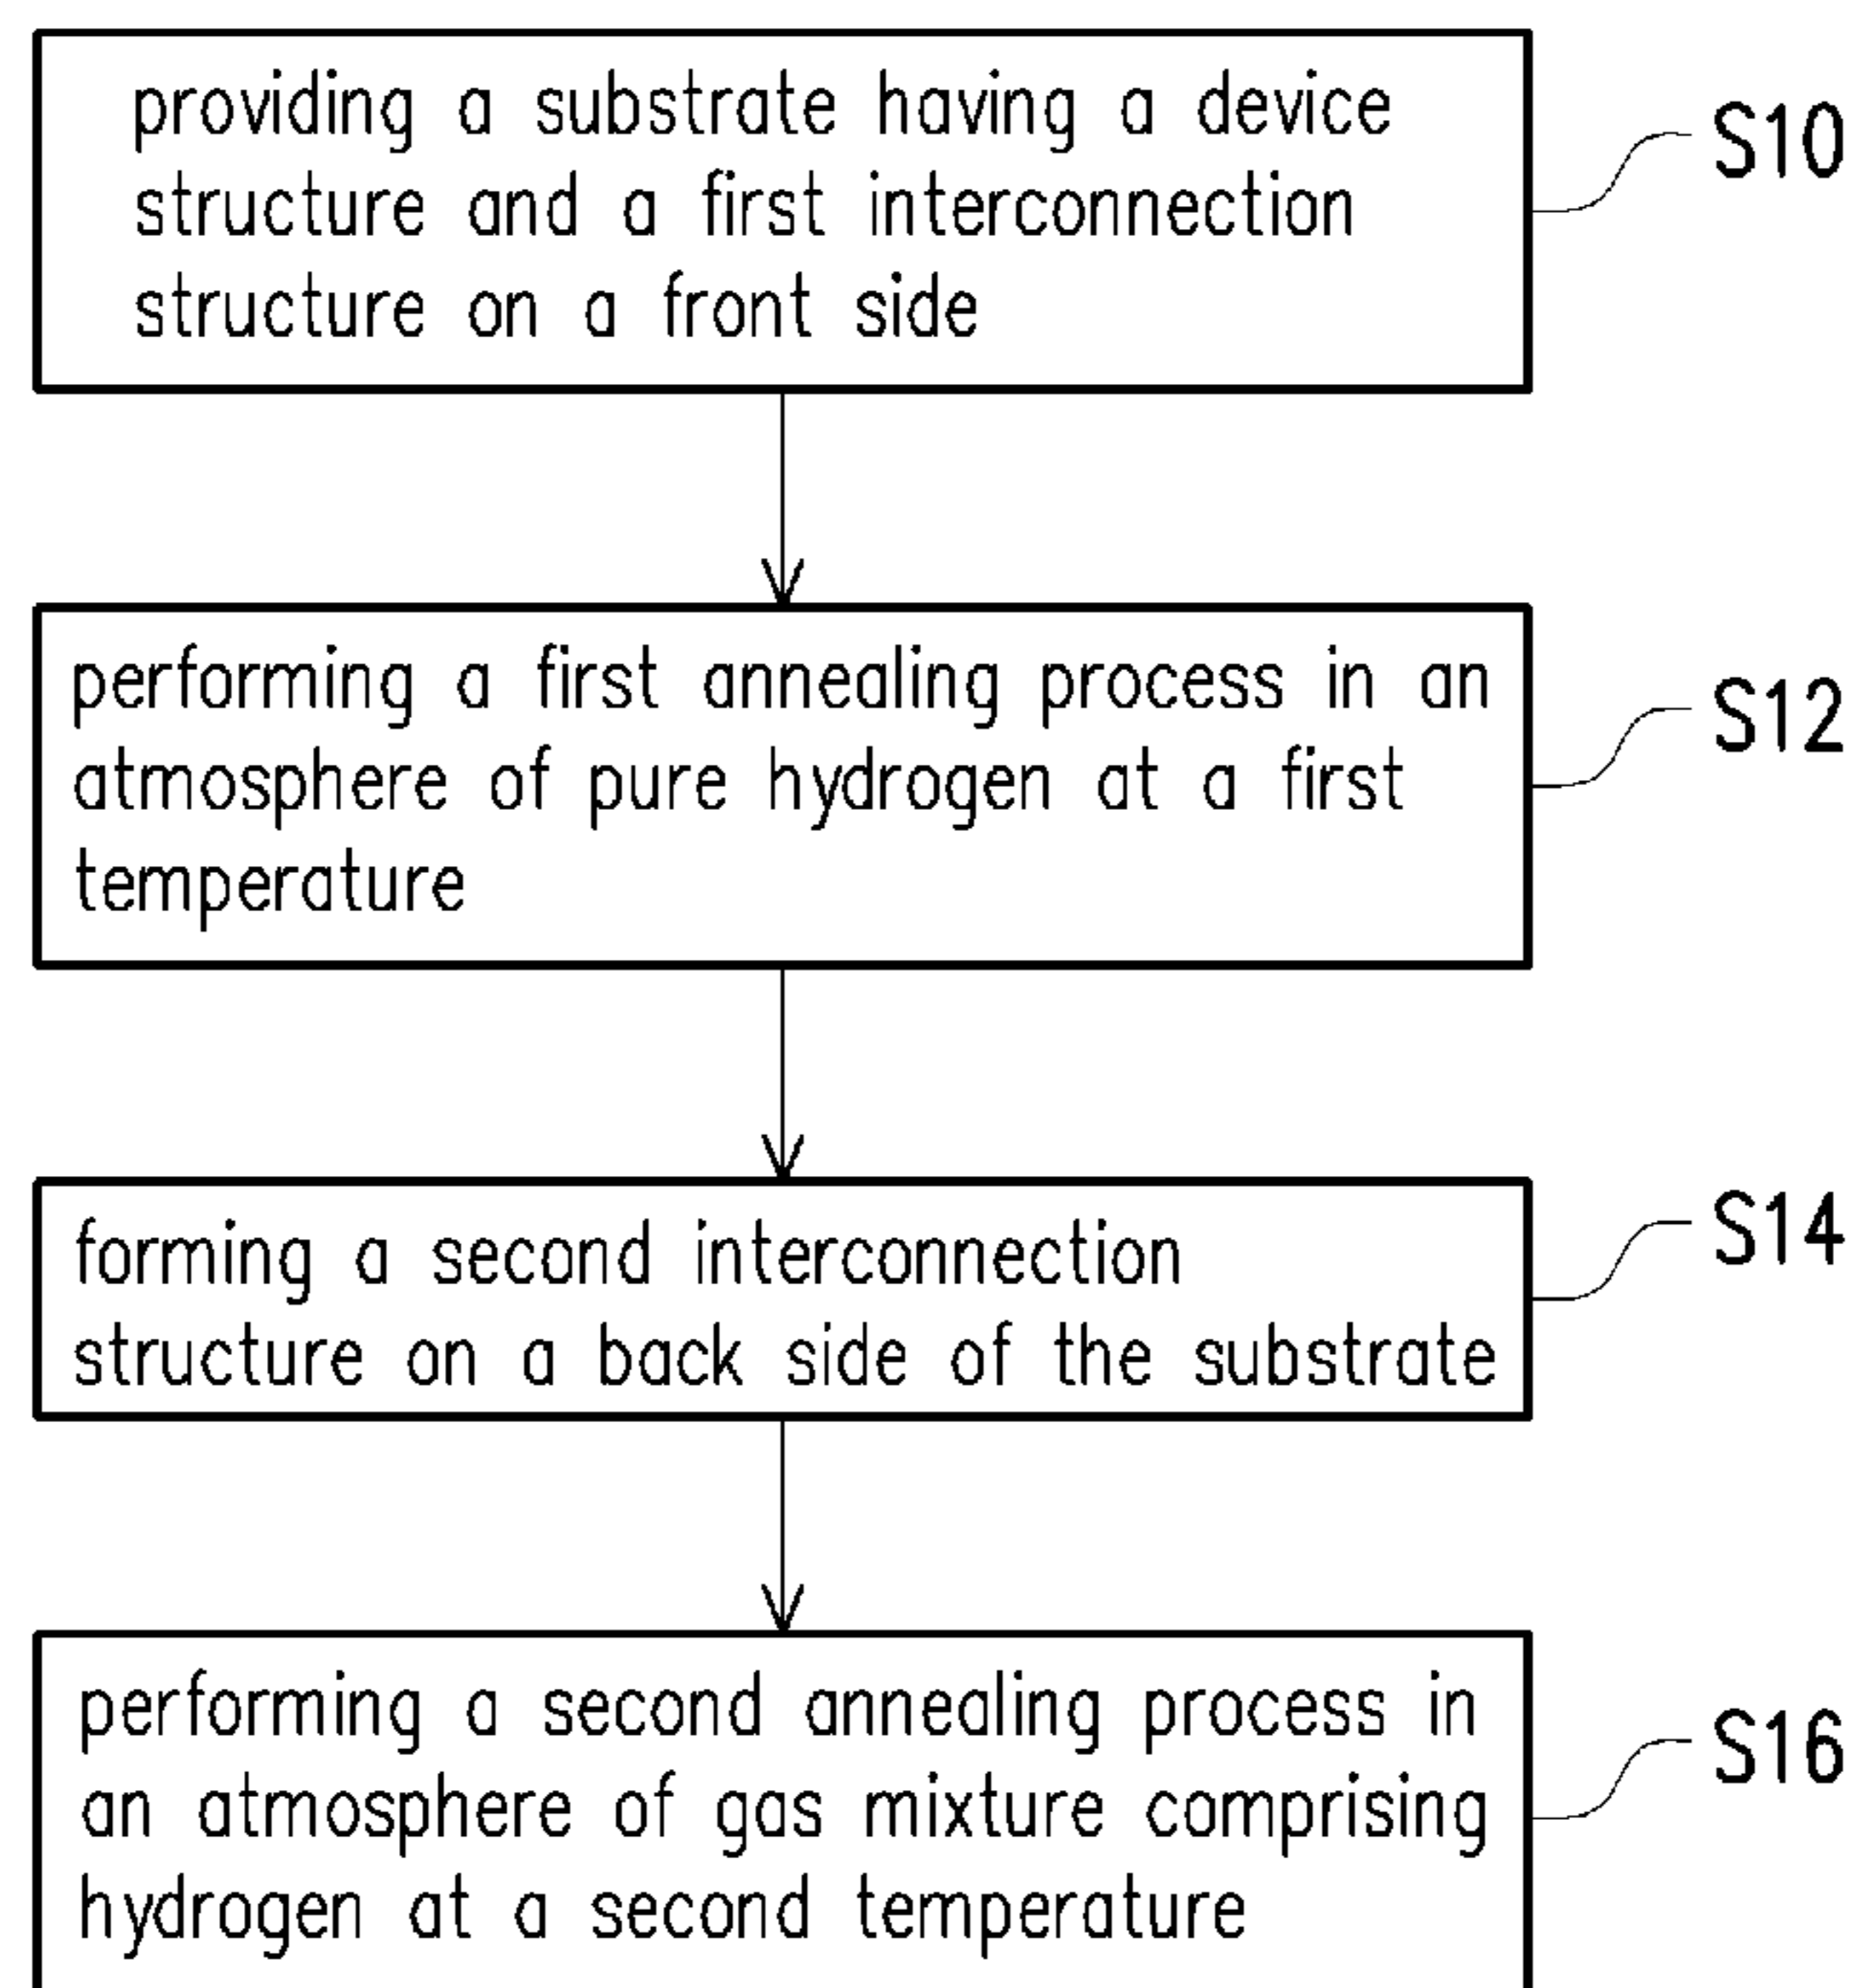 providing a substrate having a device
structure and a first interconnection
structure on a front side
S10
performing a first annealing process in an
atmosphere of pure hydrogen at a first
temperature
S12
forming a second interconnection
structure on a back side of the substrate
S14
performing a second annealing process in
an atmosphere of gas mixture comprising
hydrogen at a second temperature
S16